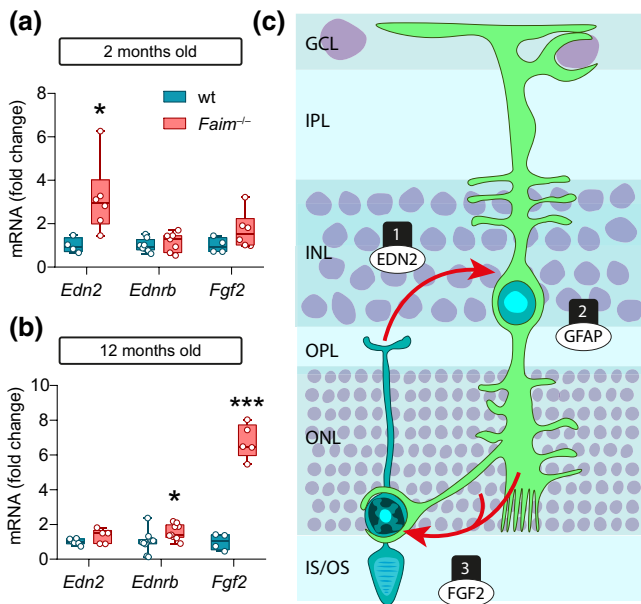 (a)
2 months old
mRNA (fold change)
8
6
4
2
0
*
wt
Faim⁻/⁻
Edn2 Ednrb Fgf2
(b)
12 months old
mRNA (fold change)
10
8
6
4
2
0
*
***
Edn2 Ednrb Fgf2
(c)
GCL
IPL
INL
OPL
ONL
IS/OS
1
EDN2
2
GFAP
3
FGF2